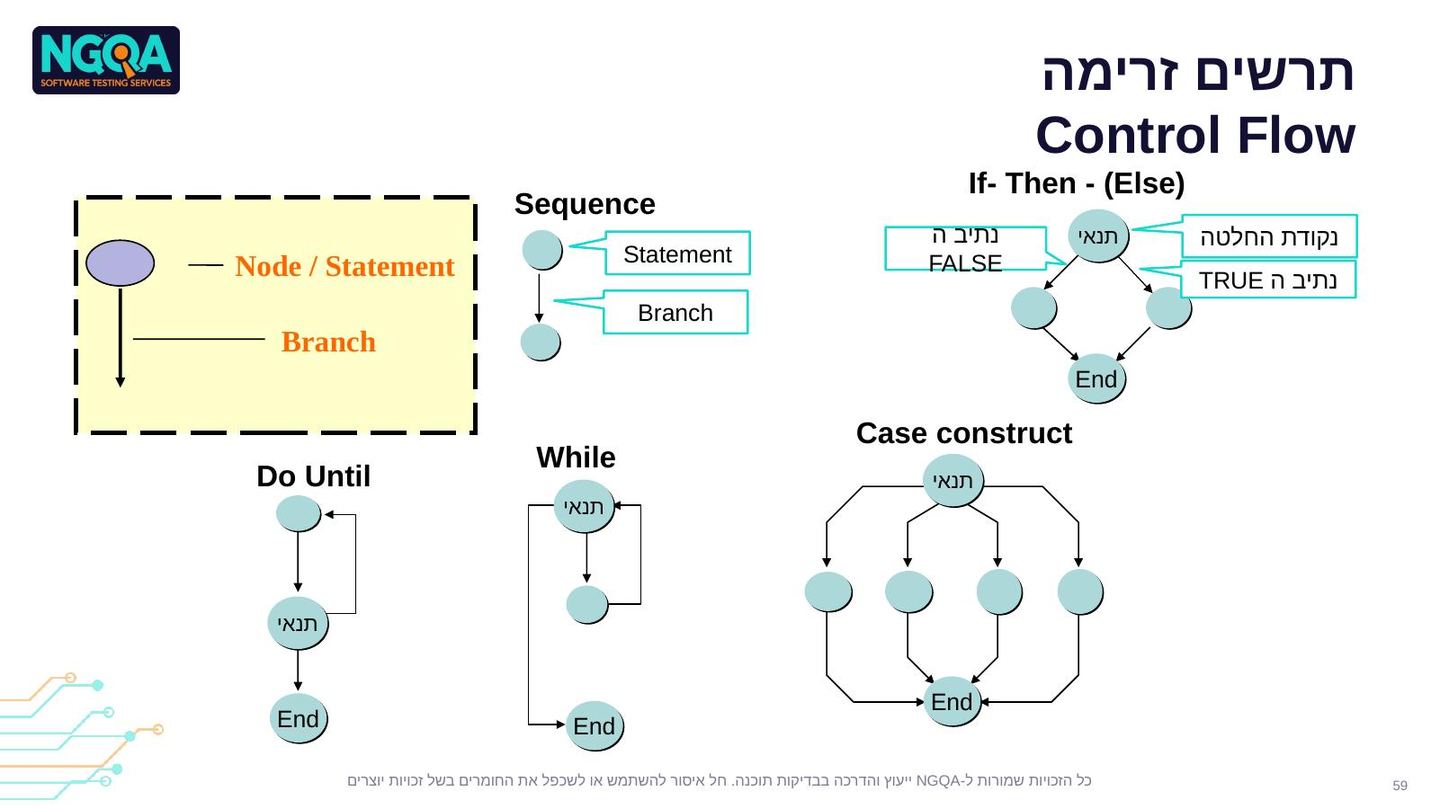 NGQA
SOFTWARE TESTING SERVICES
תרשים זרימה
Control Flow
Node / Statement
Branch
Sequence
Statement
Branch
If- Then - (Else)
תנאי
נקודת החלטה
נתיב ה
FALSE
נתיב ה TRUE
End
Do Until
תנאי
End
While
תנאי
End
Case construct
תנאי
End
כל הזכויות שמורות ל-NGQA ייעוץ והדרכה בבדיקות תוכנה. חל איסור להשתמש או לשכפל את החומרים בשל זכויות יוצרים
59